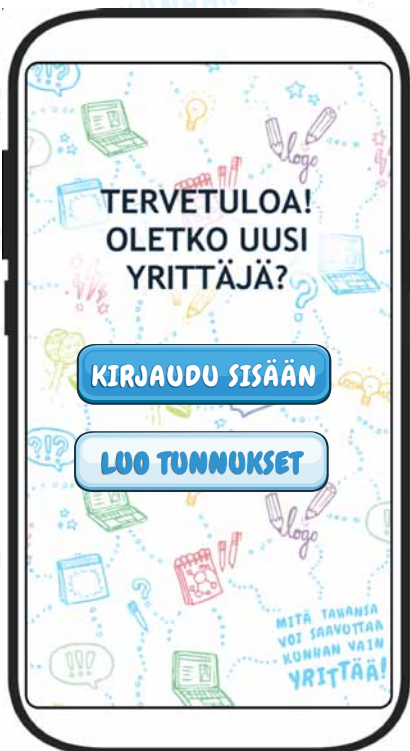 TERVETULOA!
OLETKO UUSI
YRITTÄJÄ?
KIRJAUDU SISÄÄN
LUO TUNNUKSET
MITÄ TAHANSA
VOI SAAVUTTAA
KUNHAN VAIN
YRITTÄÄ!
logo
logo
?!?
?!?
!!!